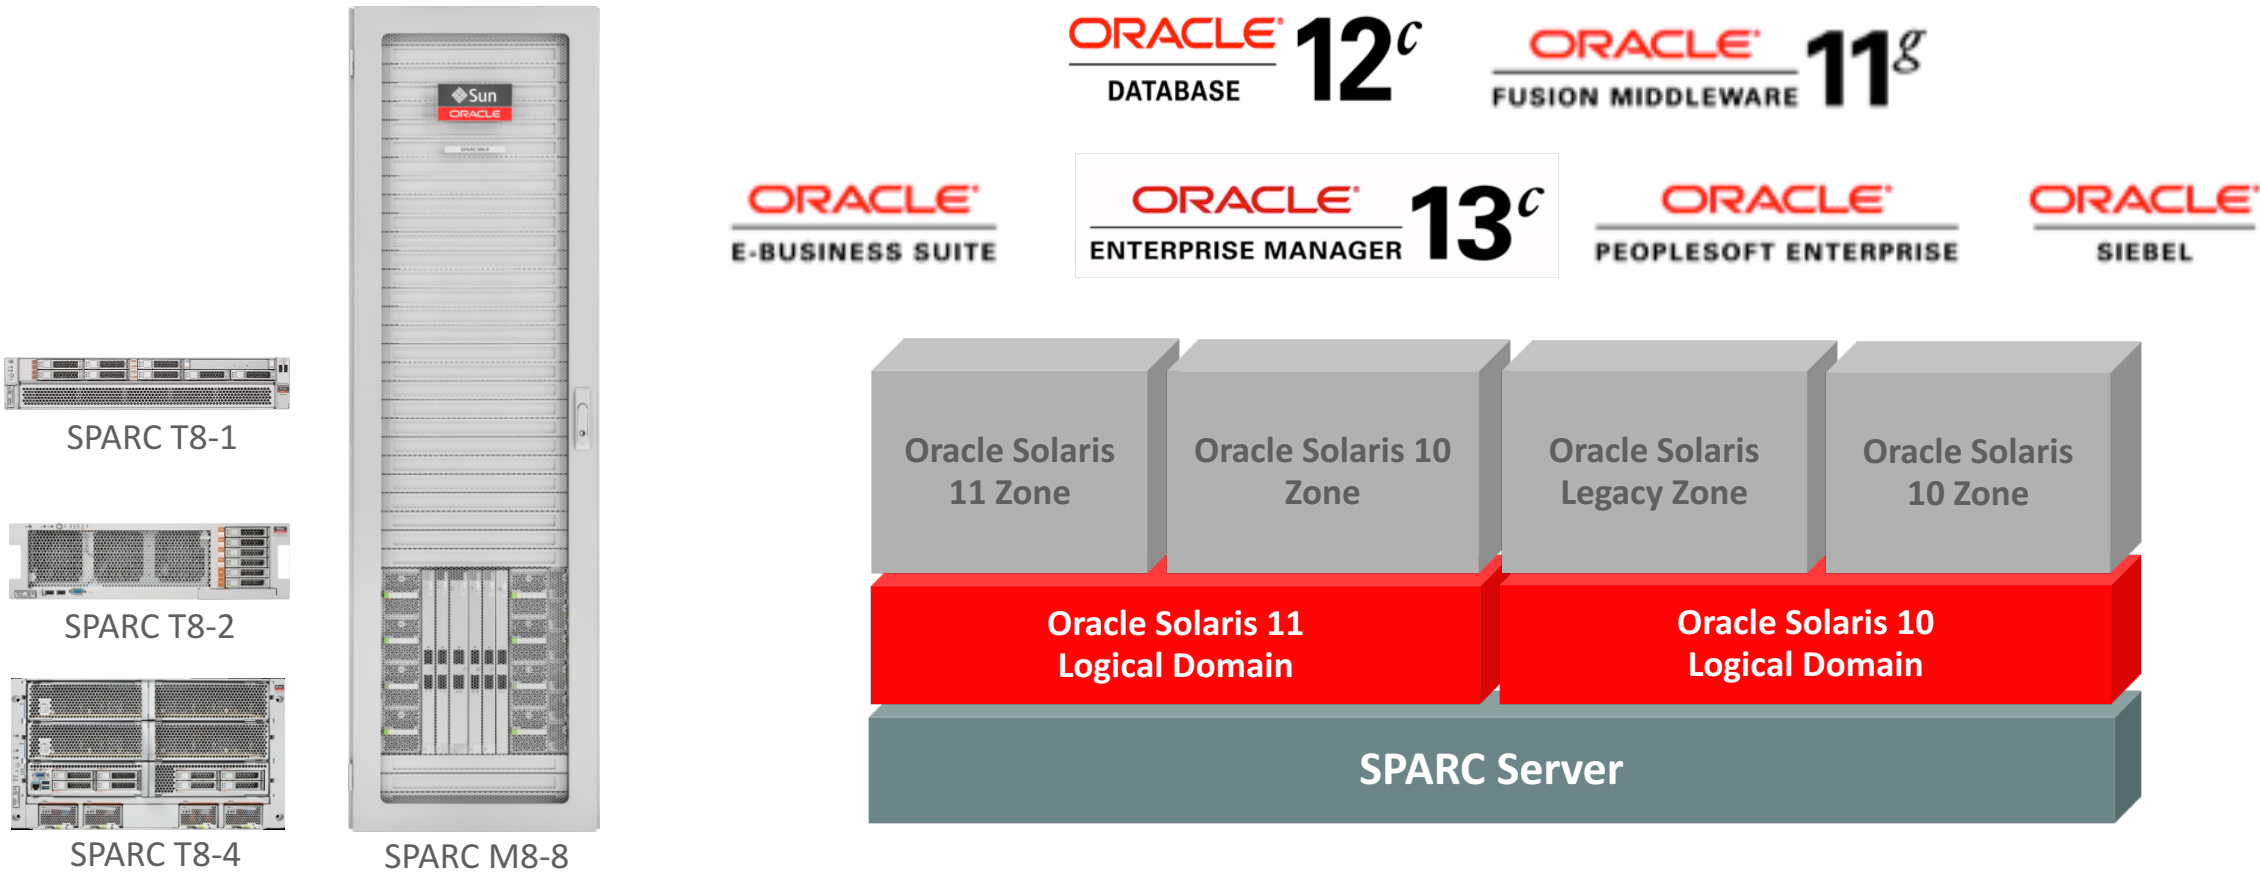 ORACLE
DATABASE
12c
ORACLE
FUSION MIDDLEWARE
11g
ORACLE
E-BUSINESS SUITE
ORACLE
ENTERPRISE MANAGER
13c
ORACLE
PEOPLESOFT ENTERPRISE
ORACLE
SIEBEL
Sun
ORACLE
SPARC M8-8
SPARC T8-1
SPARC T8-2
SPARC T8-4
SPARC M8-8
Oracle Solaris
11 Zone
Oracle Solaris 10
Zone
Oracle Solaris
Legacy Zone
Oracle Solaris
10 Zone
Oracle Solaris 11
Logical Domain
Oracle Solaris 10
Logical Domain
SPARC Server